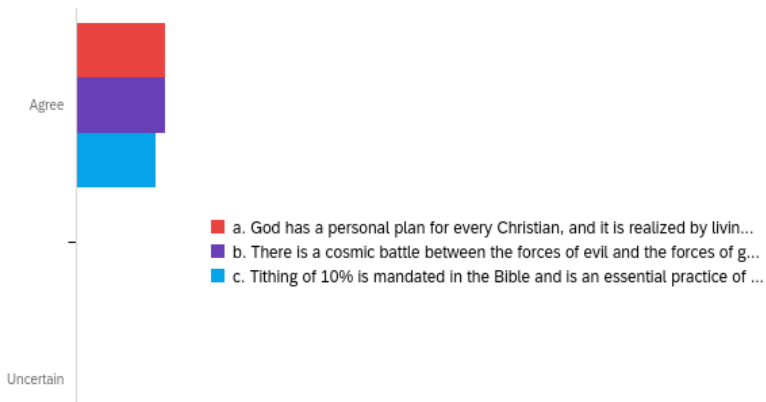 Agree
a. God has a personal plan for every Christian, and it is realized by livin...
b. There is a cosmic battle between the forces of evil and the forces of g...
c. Tithing of 10% is mandated in the Bible and is an essential practice of ...
Uncertain